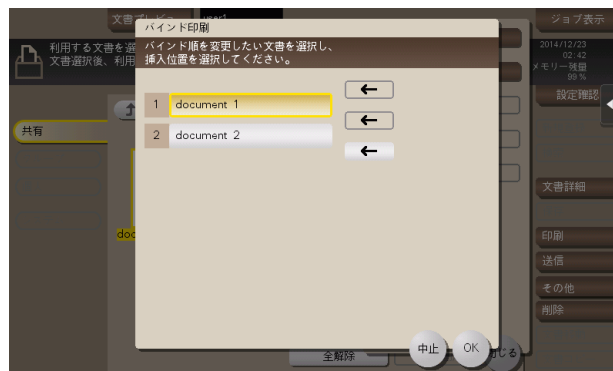 文書プレビュー user1
ジョブ表示
利用する文書を選
文書選択後、利用
2014/12/23
02:42
メモリー残量
99 %
設定確認
バインド印刷
バインド順を変更したい文書を選択し、
挿入位置を選択してください。
1 document 1
2 document 2
共有
doc
文書詳細
印刷
送信
その他
削除
全解除
中止
OK
閉じる